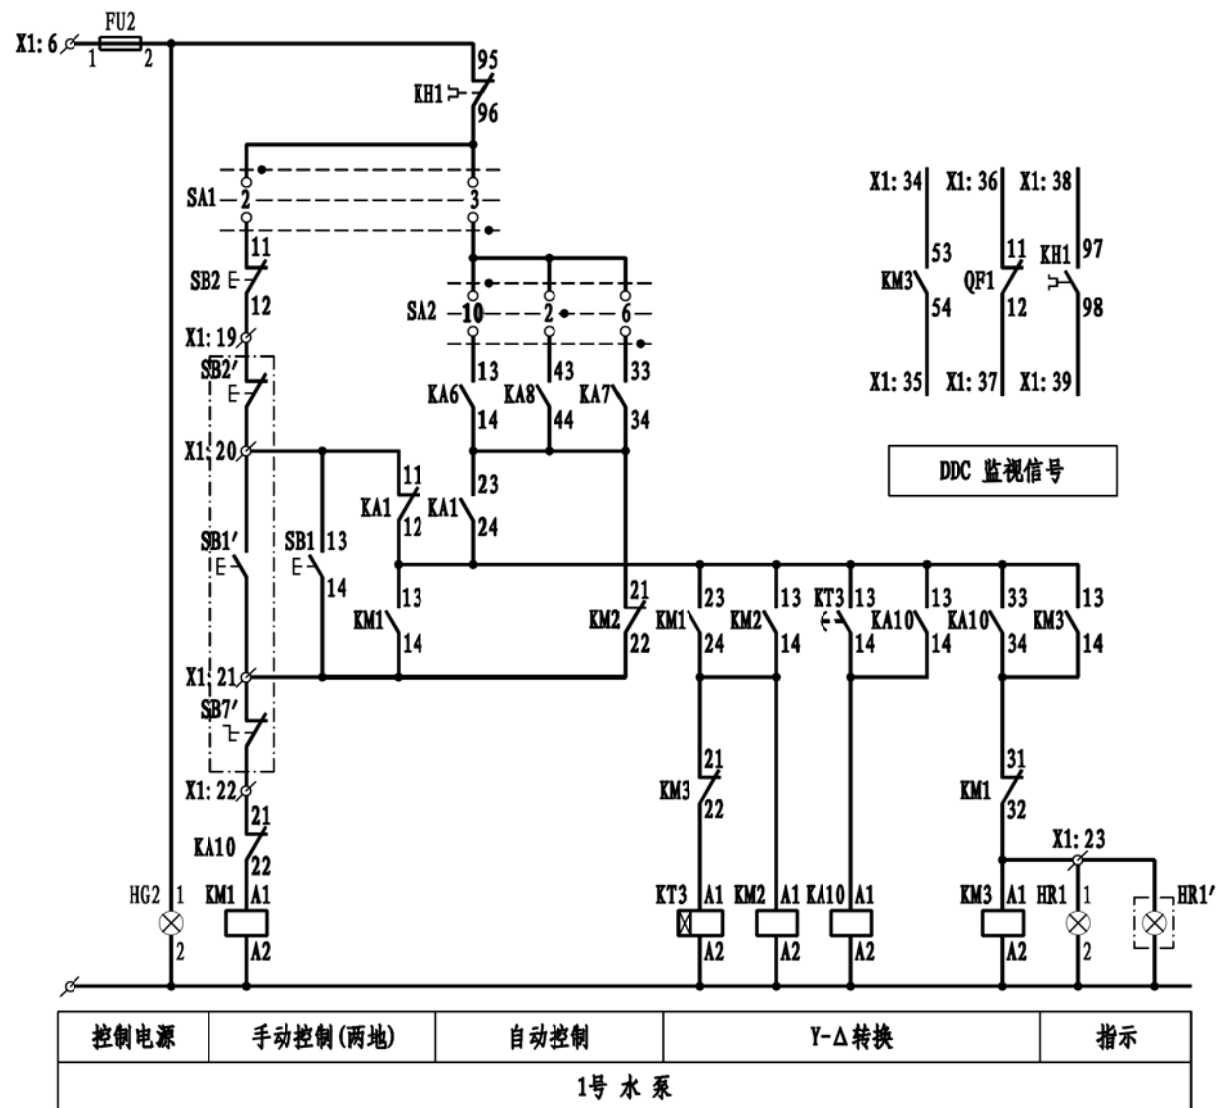 FU2
X1:6 1 2
95
KH1
96
SA1 2 3
11
SB2
12
X1:19
SB2′
SA2 10 2 6
13 43 33
KA6 KA8 KA7
14 44 34
X1:20
11 23
KA1 KA1
12 24
SB1′ SB1 13
14
13 21
KM1 KM2
14 22
23 13 KT3 13 13 33 13
KM1 KM2 KA10 KA10 KM3
24 14 14 14 34 14
X1:21
SB7′
21 31
KM3 KM1
22 32
X1:22
21
KA10
22
X1:23
HG2 1 KM1 A1 KT3 A1 KM2 A1 KA10 A1 KM3 A1 HR1 1 HR1′
2 A2 A2 A2 A2 A2 2
X1:34 X1:36 X1:38
53 11 KH1 97
KM3 QF1
54 12 98
X1:35 X1:37 X1:39
DDC 监视信号
控制电源 手动控制(两地) 自动控制 Y-Δ转换 指示
1号 水 泵